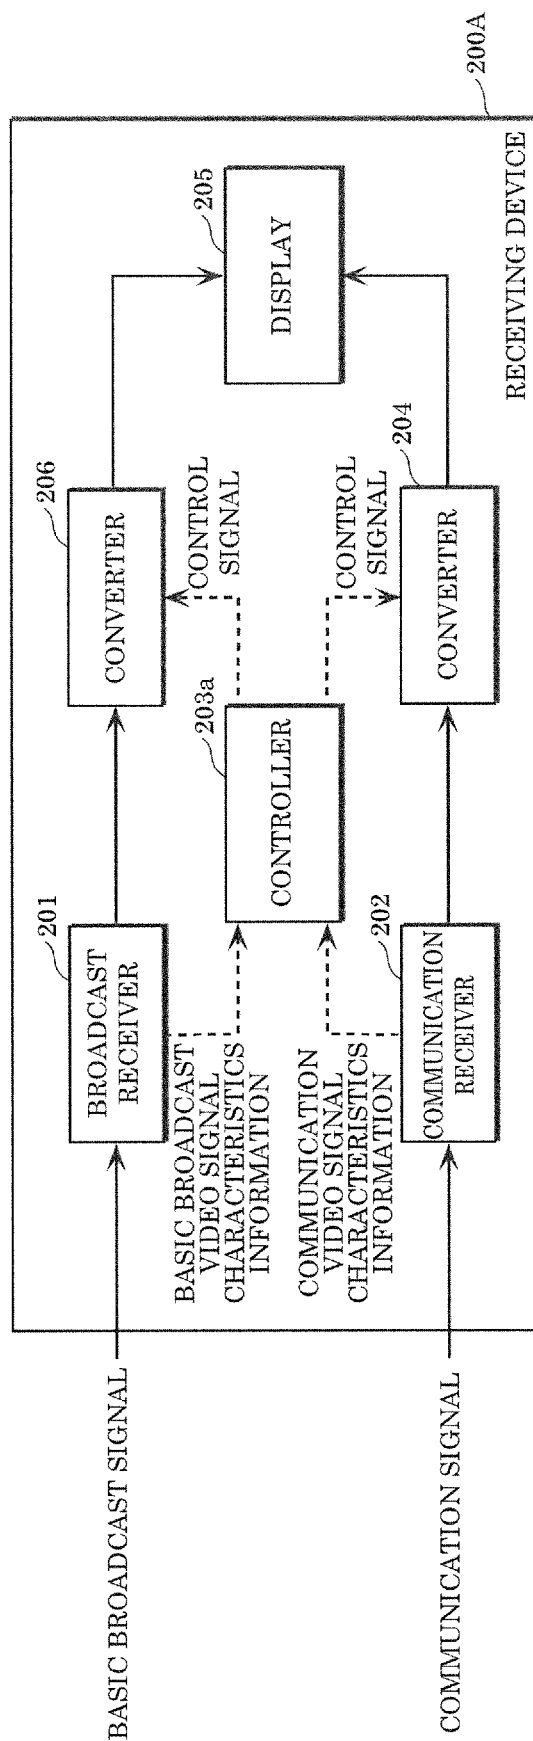 BASIC BROADCAST SIGNAL
COMMUNICATION SIGNAL
201
BROADCAST
RECEIVER
BASIC BROADCAST
VIDEO SIGNAL
CHARACTERISTICS
INFORMATION
COMMUNICATION
VIDEO SIGNAL
CHARACTERISTICS
INFORMATION
202
COMMUNICATION
RECEIVER
203a
CONTROLLER
206
CONVERTER
CONTROL
SIGNAL
CONTROL
SIGNAL
204
CONVERTER
205
DISPLAY
RECEIVING DEVICE
200A